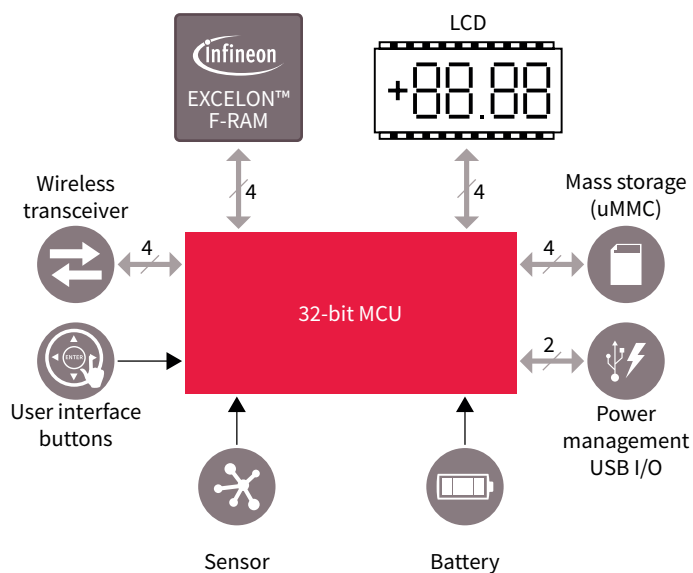 LCD
infineon
EXCELON™
F-RAM
+88.88
4
4
Wireless
transceiver
4
Mass storage
(uMMC)
4
32-bit MCU
ENTER
2
User interface
buttons
Power
management
USB I/O
Sensor
Battery